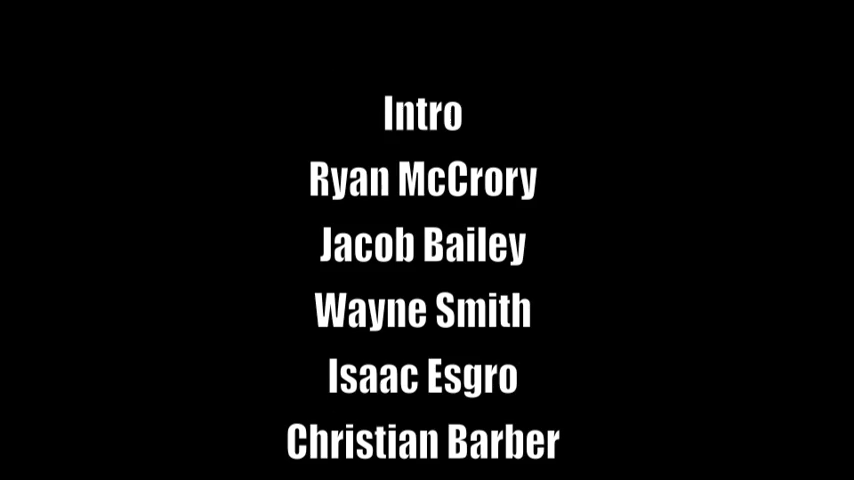 Intro
Ryan McCrory
Jacob Bailey
Wayne Smith
Isaac Esgro
Christian Barber